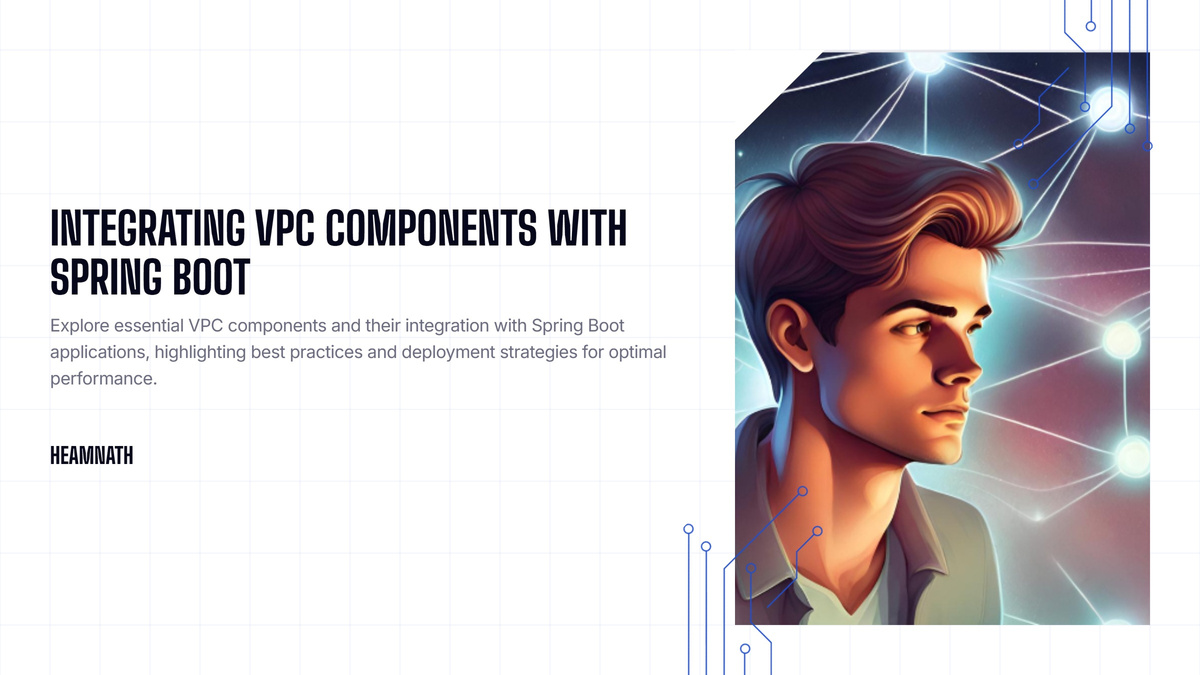 INTEGRATING VPC COMPONENTS WITH
SPRING BOOT
Explore essential VPC components and their integration with Spring Boot
applications, highlighting best practices and deployment strategies for optimal
performance.
HEAMNATH